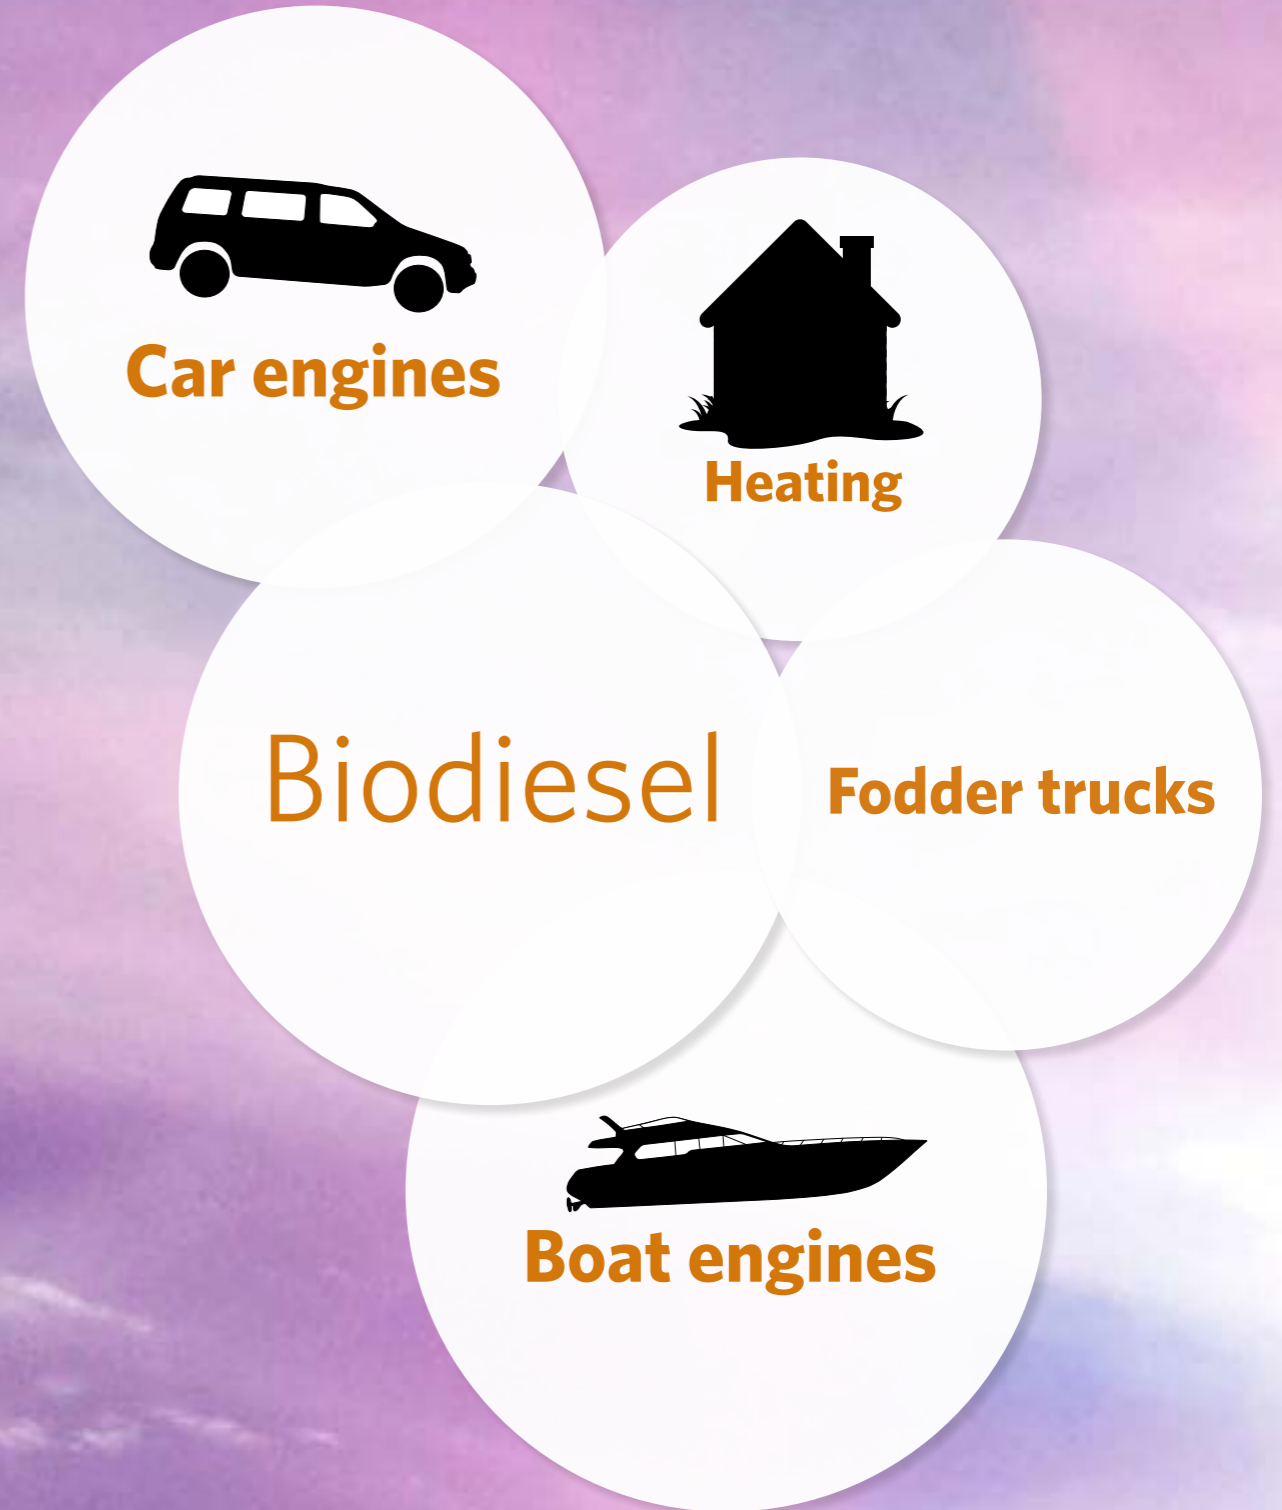 Car engines
Heating
Biodiesel
Fodder trucks
Boat engines